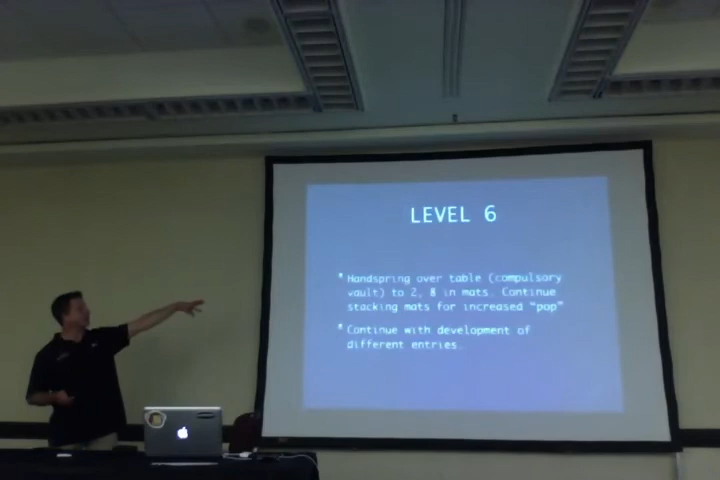 LEVEL 6
* Handspring over table (compulsory
vault) to 2, 8 in mats. Continue
stacking mats for increased "pop"
* Continue with development of
different entries.